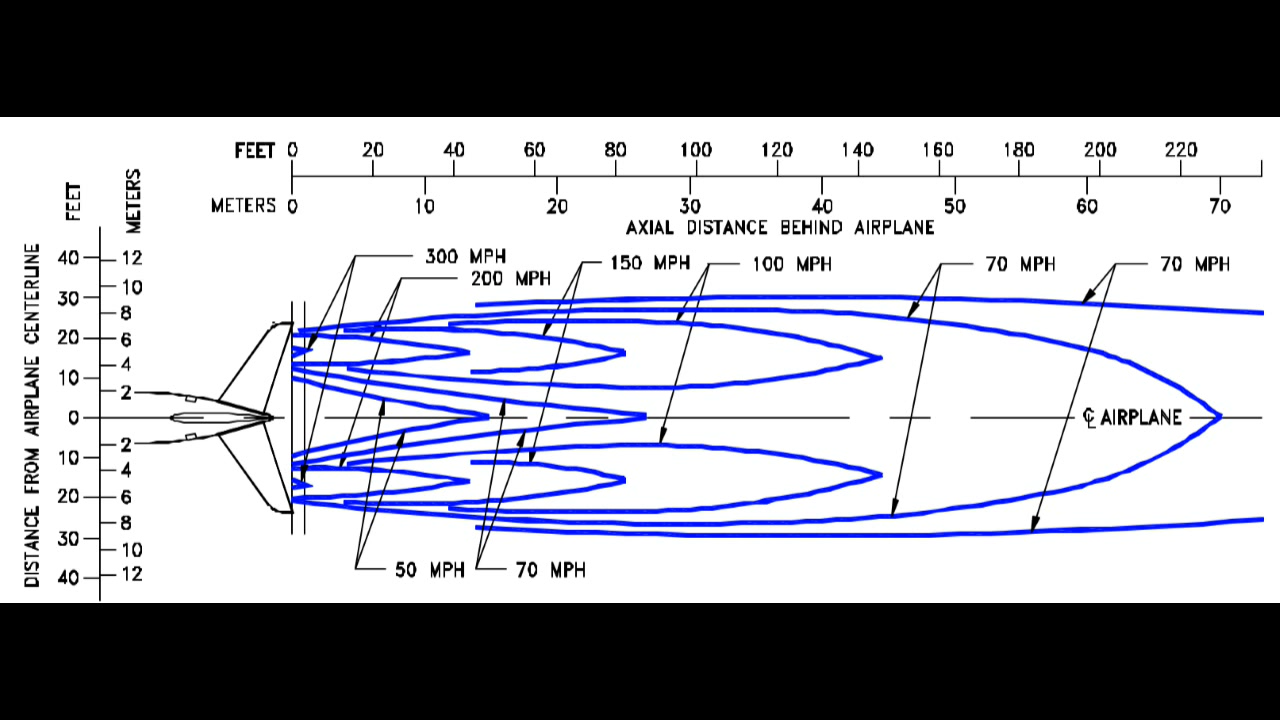 FEET 0 20 40 60 80 100 120 140 160 180 200 220
METERS 0 10 20 30 40 50 60 70
AXIAL DISTANCE BEHIND AIRPLANE
FEET
METERS
DISTANCE FROM AIRPLANE CENTERLINE
40 12
10
30
8
20
6
4
10
2
0
2
10
4
20
6
8
30
10
40 12
300 MPH
200 MPH
150 MPH
100 MPH
70 MPH
70 MPH
℄ AIRPLANE
50 MPH
70 MPH